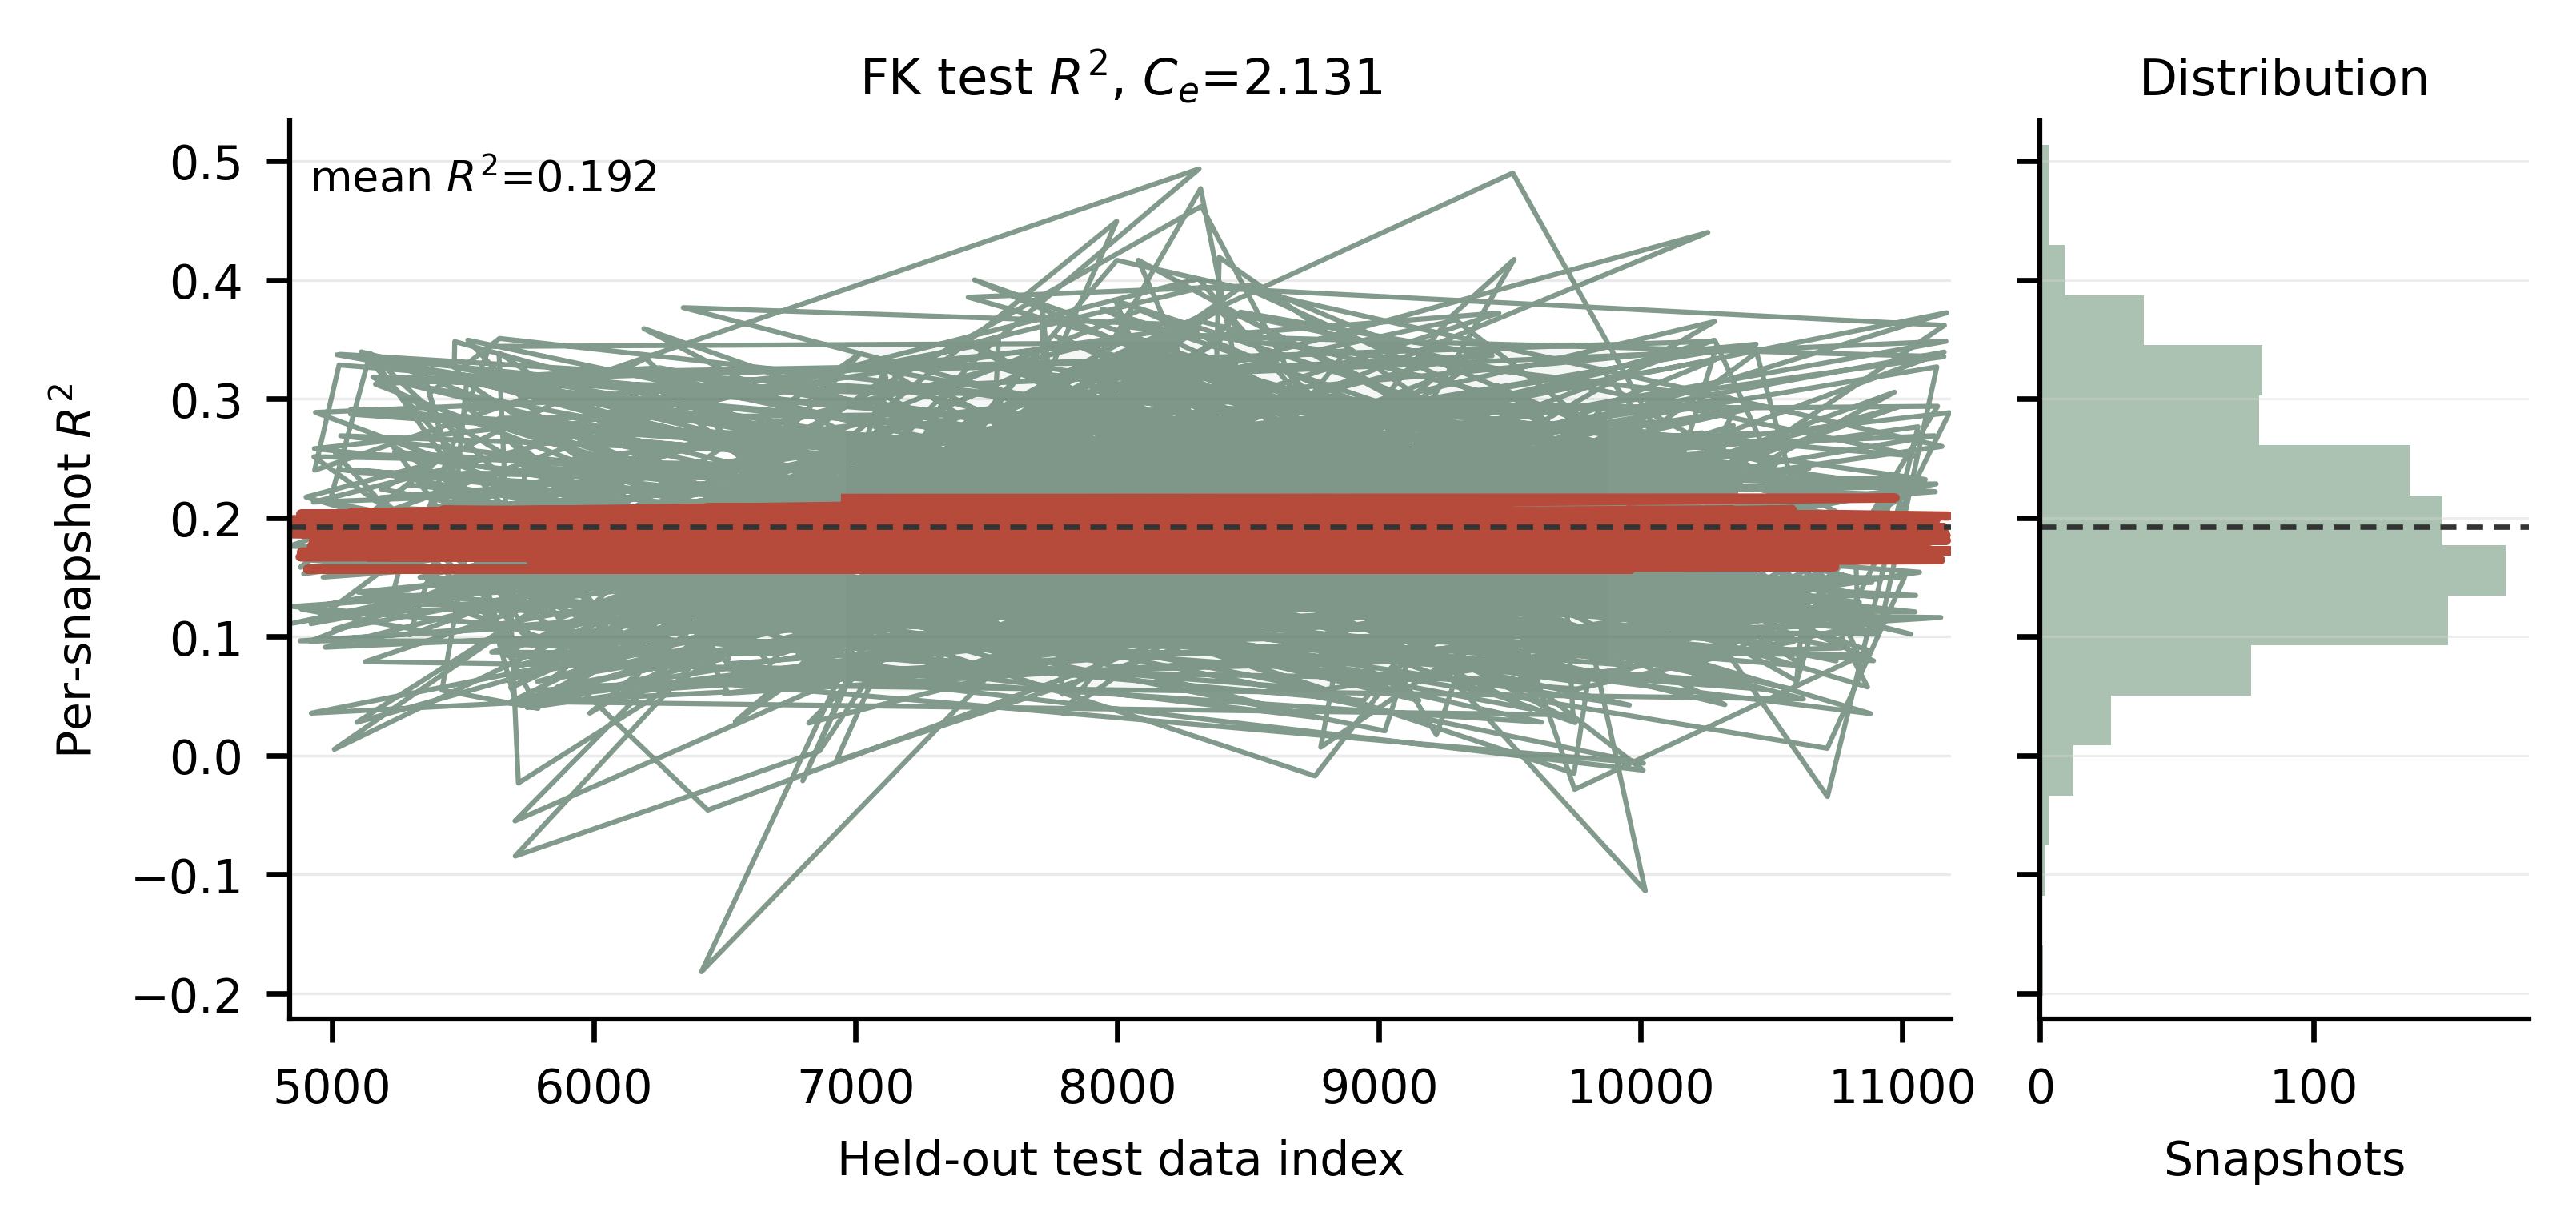 FK test R², Cₑ=2.131
Distribution
mean R²=0.192
Per-snapshot R²
0.5
0.4
0.3
0.2
0.1
0.0
−0.1
−0.2
5000 6000 7000 8000 9000 10000 11000
0 100
Held-out test data index
Snapshots